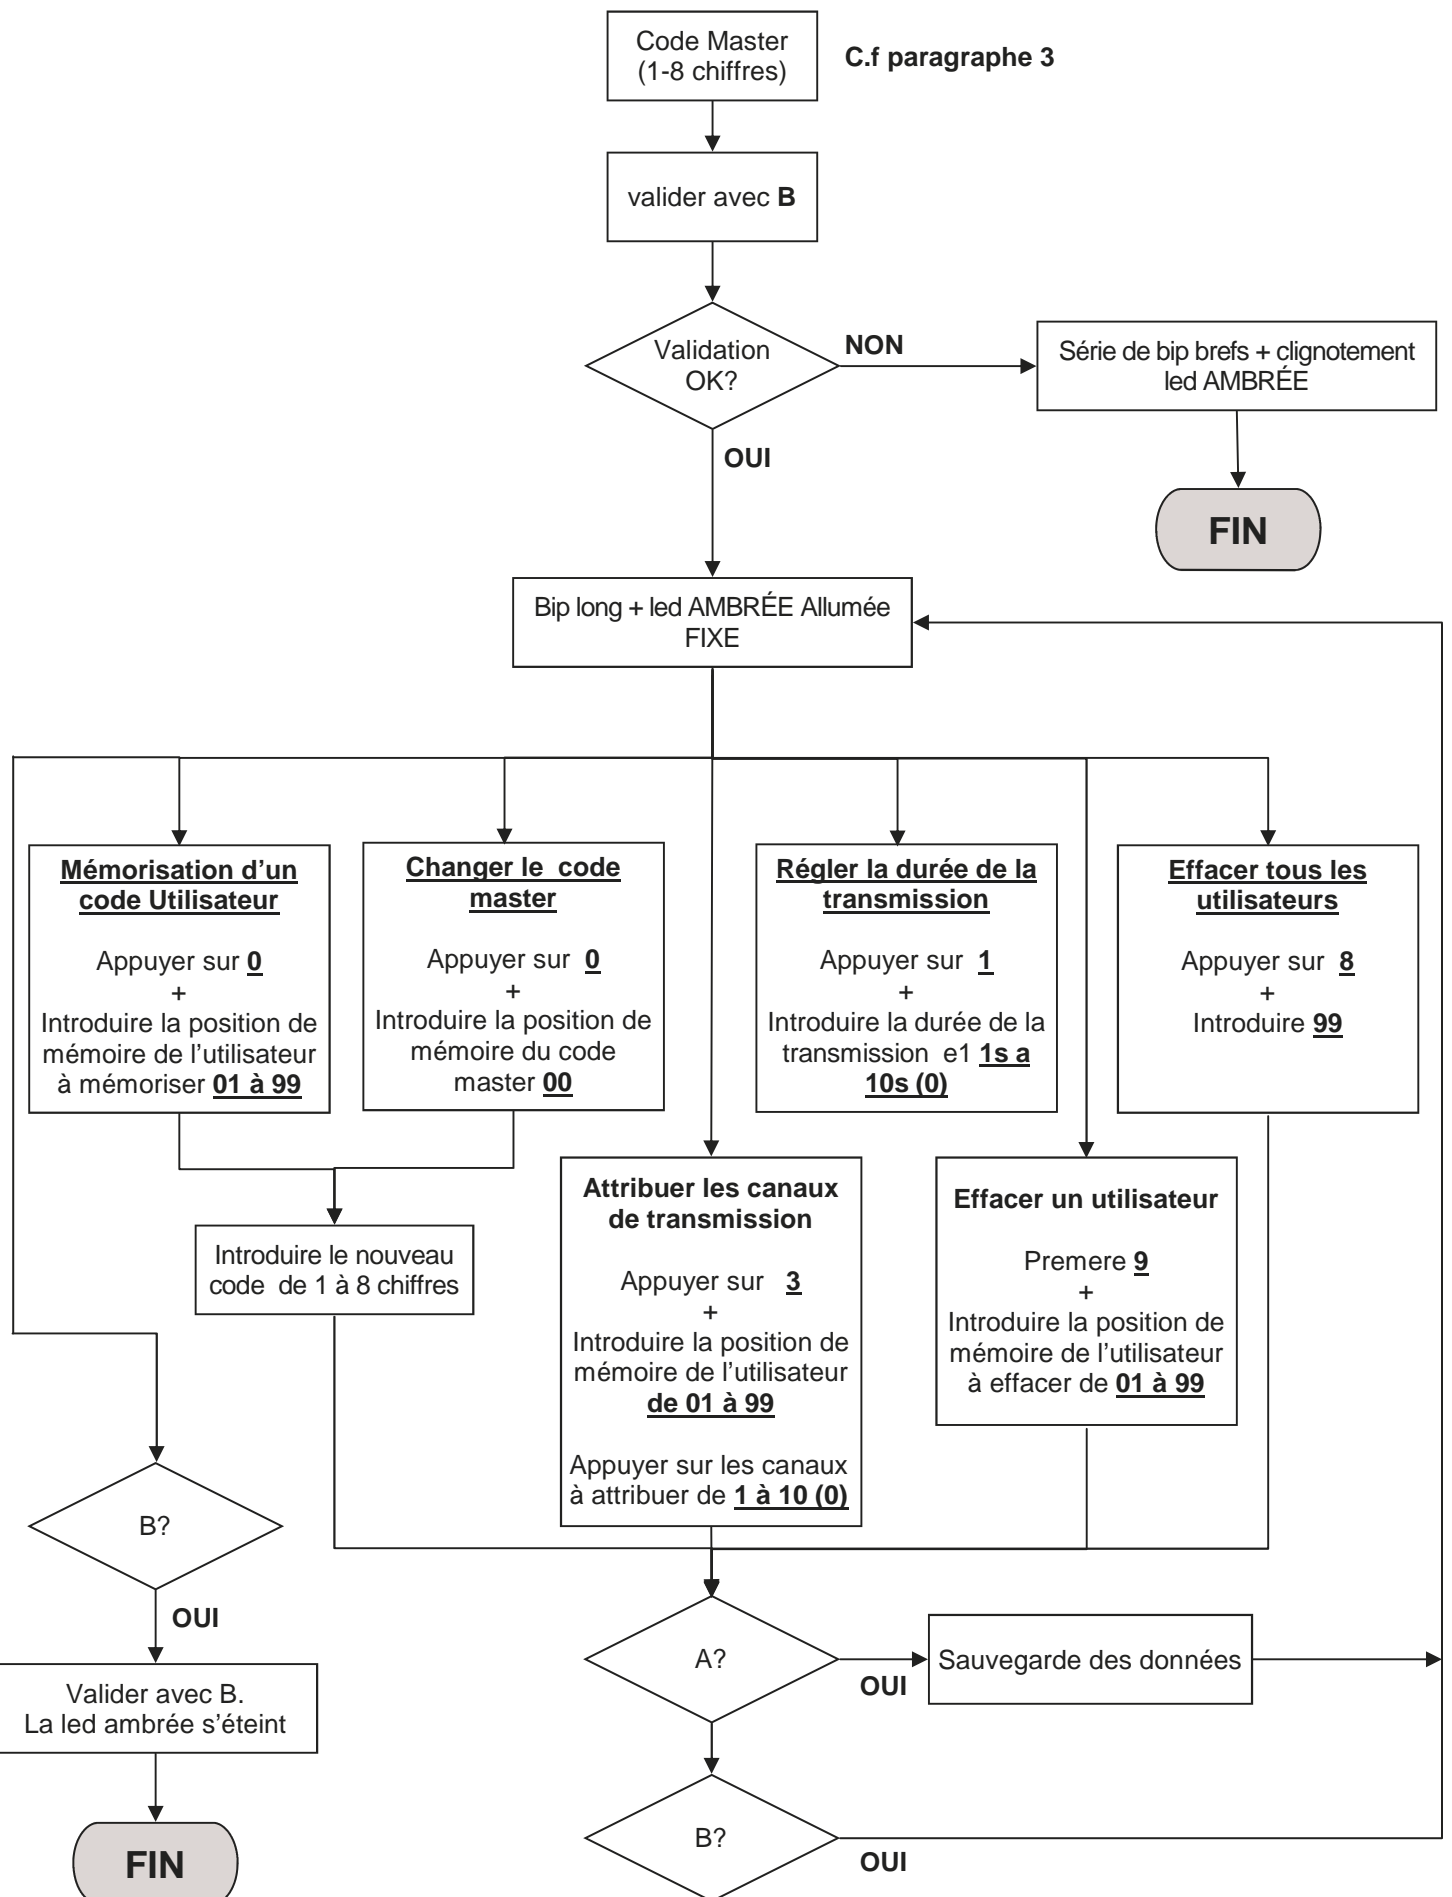 Code Master
(1-8 chiffres)
C.f paragraphe 3
valider avec B
Validation
OK?
NON
Série de bip brefs + clignotement
led AMBRÉE
OUI
FIN
Bip long + led AMBRÉE Allumée
FIXE
Mémorisation d’un
code Utilisateur
Appuyer sur 0
+
Introduire la position de
mémoire de l’utilisateur
à mémoriser 01 à 99
Changer le code
master
Appuyer sur 0
+
Introduire la position de
mémoire du code
master 00
Régler la durée de la
transmission
Appuyer sur 1
+
Introduire la durée de la
transmission e1 1s a
10s (0)
Effacer tous les
utilisateurs
Appuyer sur 8
+
Introduire 99
Introduire le nouveau
code de 1 à 8 chiffres
Attribuer les canaux
de transmission
Appuyer sur 3
+
Introduire la position de
mémoire de l’utilisateur
de 01 à 99
Appuyer sur les canaux
à attribuer de 1 à 10 (0)
Effacer un utilisateur
Premere 9
+
Introduire la position de
mémoire de l’utilisateur
à effacer de 01 à 99
B?
OUI
Valider avec B.
La led ambrée s’éteint
FIN
A?
OUI
Sauvegarde des données
B?
OUI